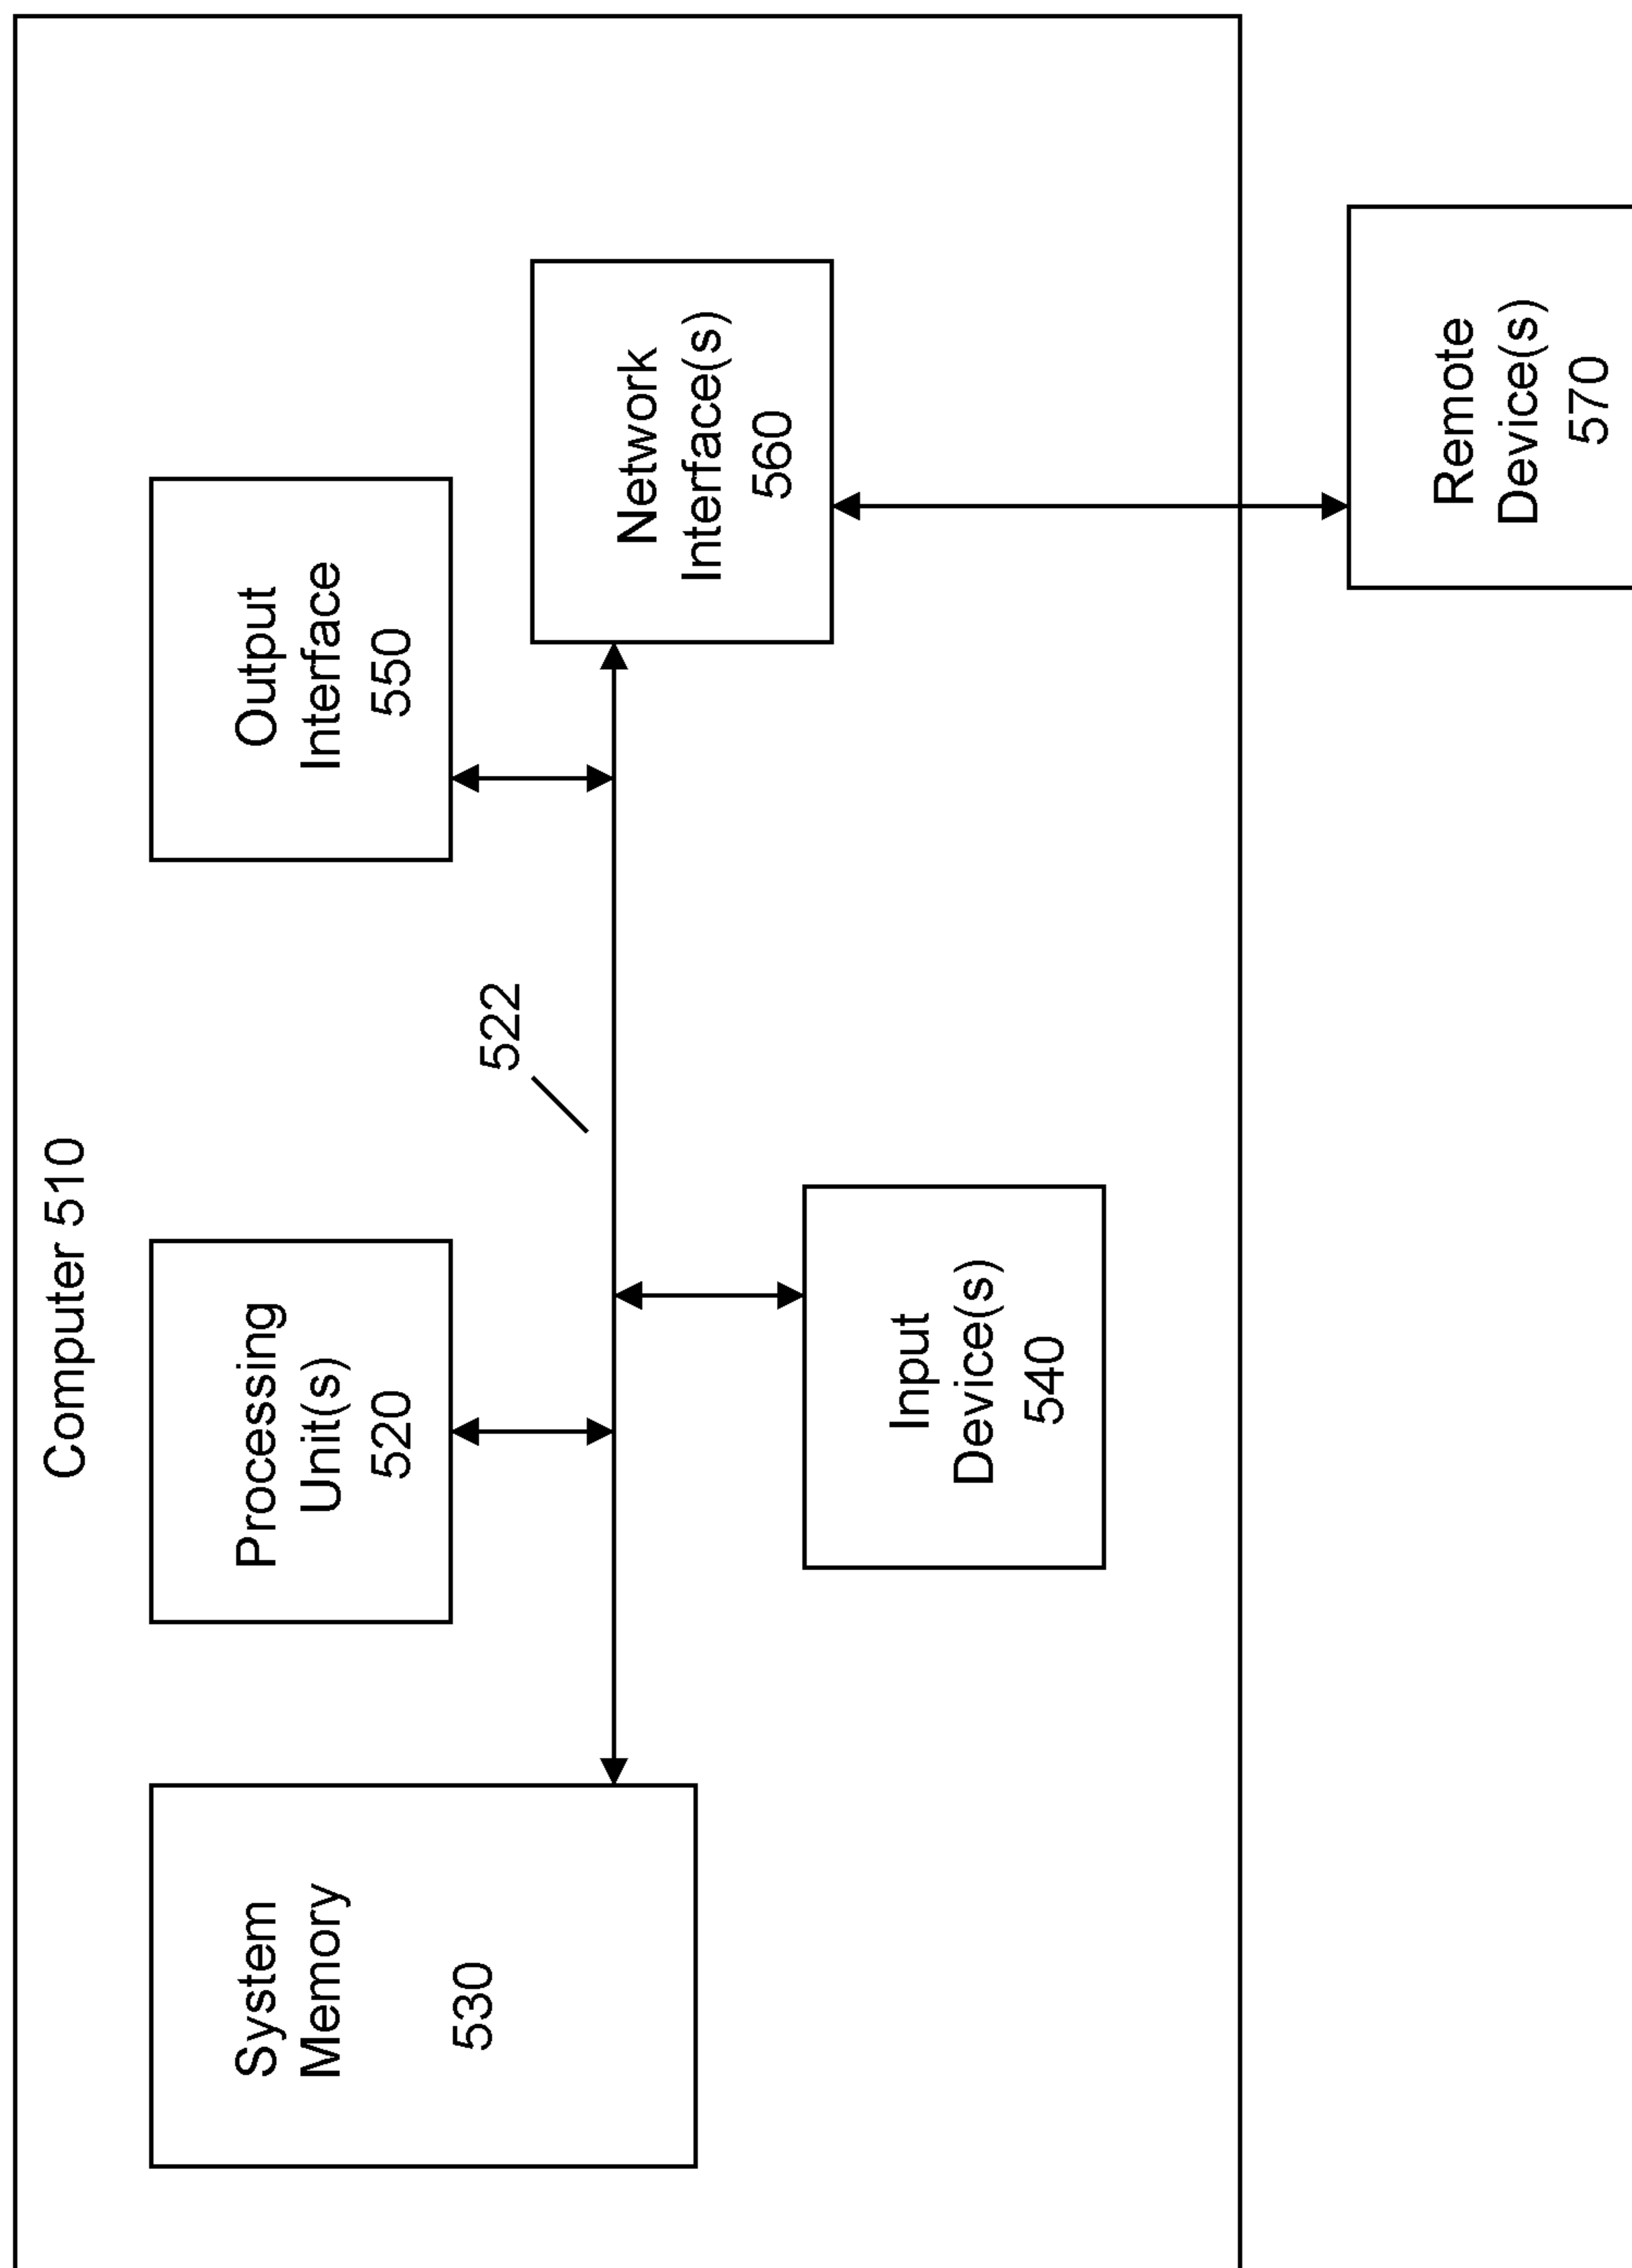 Computer 510
System
Memory
530
Processing
Unit(s)
520
Output
Interface
550
522
Network
Interface(s)
560
Input
Device(s)
540
Remote
Device(s)
570